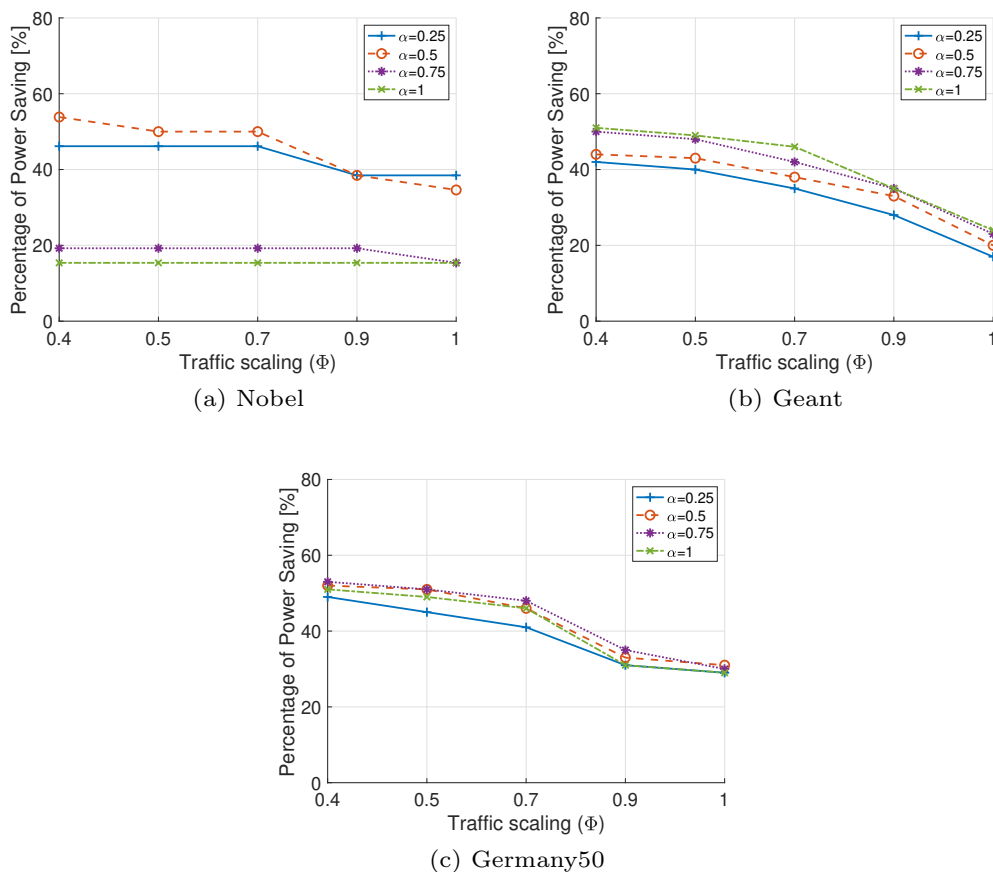 Percentage of Power Saving [%]
80
60
40
20
0
α=0.25
α=0.5
α=0.75
α=1
0.4 0.5 0.7 0.9 1
Traffic scaling (Φ)
(a) Nobel
Percentage of Power Saving [%]
80
60
40
20
0
α=0.25
α=0.5
α=0.75
α=1
0.4 0.5 0.7 0.9 1
Traffic scaling (Φ)
(b) Geant
Percentage of Power Saving [%]
80
60
40
20
0
α=0.25
α=0.5
α=0.75
α=1
0.4 0.5 0.7 0.9 1
Traffic scaling (Φ)
(c) Germany50